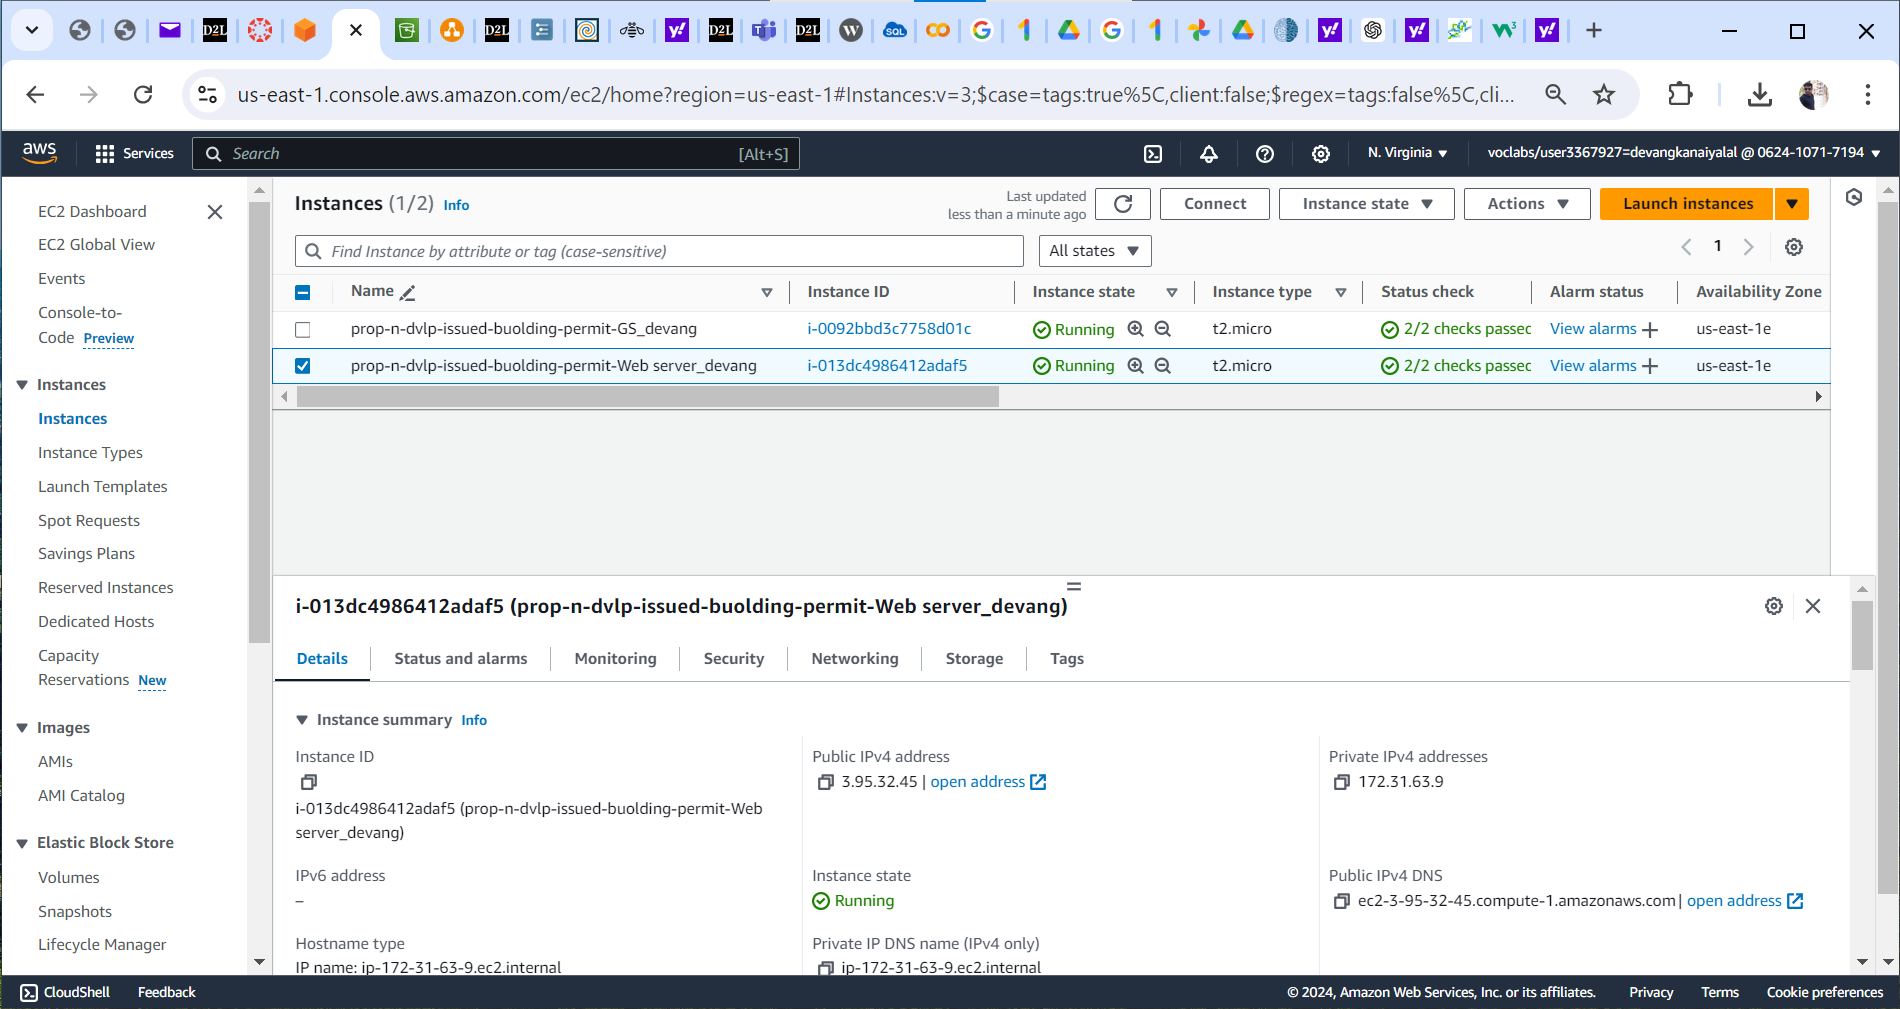 us-east-1.console.aws.amazon.com/ec2/home?region=us-east-1#Instances:v=3;$case=tags:true%5C,client:false;$regex=tags:false%5C,cli...
aws Services Search [Alt+S] N. Virginia voclabs/user3367927=devangkanaiyalal @ 0624-1071-7194
EC2 Dashboard
EC2 Global View
Events
Console-to-
Code Preview
Instances
Instances
Instance Types
Launch Templates
Spot Requests
Savings Plans
Reserved Instances
Dedicated Hosts
Capacity
Reservations New
Images
AMIs
AMI Catalog
Elastic Block Store
Volumes
Snapshots
Lifecycle Manager
Instances (1/2) Info
Last updated
less than a minute ago
Connect Instance state Actions Launch instances
Find Instance by attribute or tag (case-sensitive) All states 1
Name Instance ID Instance state Instance type Status check Alarm status Availability Zone
prop-n-dvlp-issued-buolding-permit-GS_devang i-0092bbd3c7758d01c Running t2.micro 2/2 checks passed View alarms + us-east-1e
prop-n-dvlp-issued-buolding-permit-Web server_devang i-013dc4986412adaf5 Running t2.micro 2/2 checks passed View alarms + us-east-1e
i-013dc4986412adaf5 (prop-n-dvlp-issued-buolding-permit-Web server_devang)
Details Status and alarms Monitoring Security Networking Storage Tags
Instance summary Info
Instance ID
i-013dc4986412adaf5 (prop-n-dvlp-issued-buolding-permit-Web
server_devang)
Public IPv4 address
3.95.32.45 | open address
Private IPv4 addresses
172.31.63.9
IPv6 address
–
Instance state
Running
Public IPv4 DNS
ec2-3-95-32-45.compute-1.amazonaws.com | open address
Hostname type
IP name: ip-172-31-63-9.ec2.internal
Private IP DNS name (IPv4 only)
ip-172-31-63-9.ec2.internal
CloudShell Feedback © 2024, Amazon Web Services, Inc. or its affiliates. Privacy Terms Cookie preferences